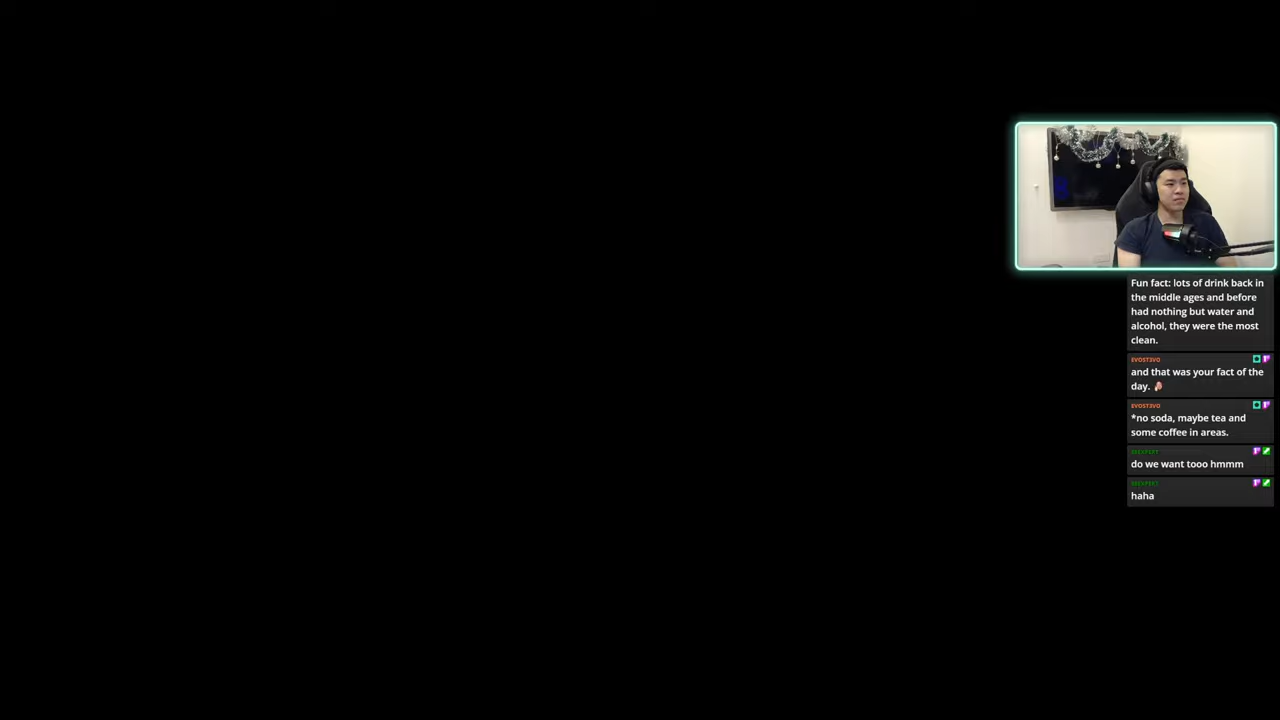 Fun fact: lots of drink back in
the middle ages and before
had nothing but water and
alcohol, they were the most
clean.
EVOST3VO
and that was your fact of the
day.
EVOST3VO
*no soda, maybe tea and
some coffee in areas.
do we want tooo hmmm
haha